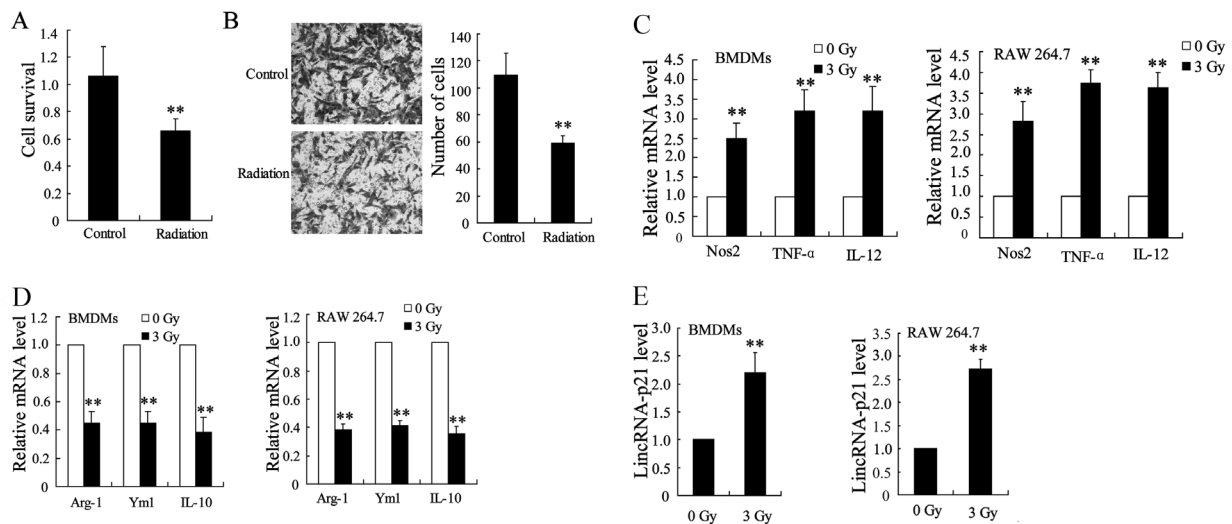 A
Cell survival
1.4
1.2
1.0
0.8
0.6
0.4
0.2
0
**
Control
Radiation
B
Control
Radiation
Number of cells
140
120
100
80
60
40
20
0
**
Control
Radiation
C
Relative mRNA level
BMDMs
0 Gy
3 Gy
4.5
4.0
3.5
3.0
2.5
2.0
1.5
1.0
0.5
0
**
**
**
Nos2
TNF-α
IL-12
Relative mRNA level
RAW 264.7
0 Gy
3 Gy
4.5
4.0
3.5
3.0
2.5
2.0
1.5
1.0
0.5
0
**
**
**
Nos2
TNF-α
IL-12
D
Relative mRNA level
BMDMs
0 Gy
3 Gy
1.2
1.0
0.8
0.6
0.4
0.2
0
**
**
**
Arg-1
Yml
IL-10
Relative mRNA level
RAW 264.7
0 Gy
3 Gy
1.2
1.0
0.8
0.6
0.4
0.2
0
**
**
**
Arg-1
Yml
IL-10
E
LincRNA-p21 level
BMDMs
3.0
2.5
2.0
1.5
1.0
0.5
0
**
0 Gy
3 Gy
LincRNA-p21 level
RAW 264.7
3.5
3.0
2.5
2.0
1.5
1.0
0.5
0
**
0 Gy
3 Gy